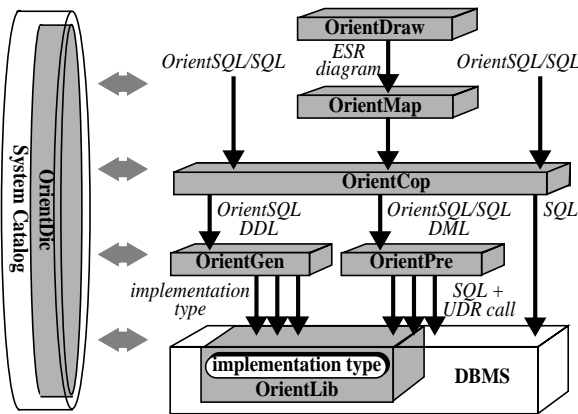 OrientDraw
OrientSQL/SQL
ESR
diagram
OrientSQL/SQL
OrientMap
OrientCop
OrientSQL
DDL
OrientSQL/SQL
DML
SQL
OrientGen
OrientPre
implementation
type
SQL +
UDR call
implementation type
OrientLib
DBMS
System Catalog
OrientDic